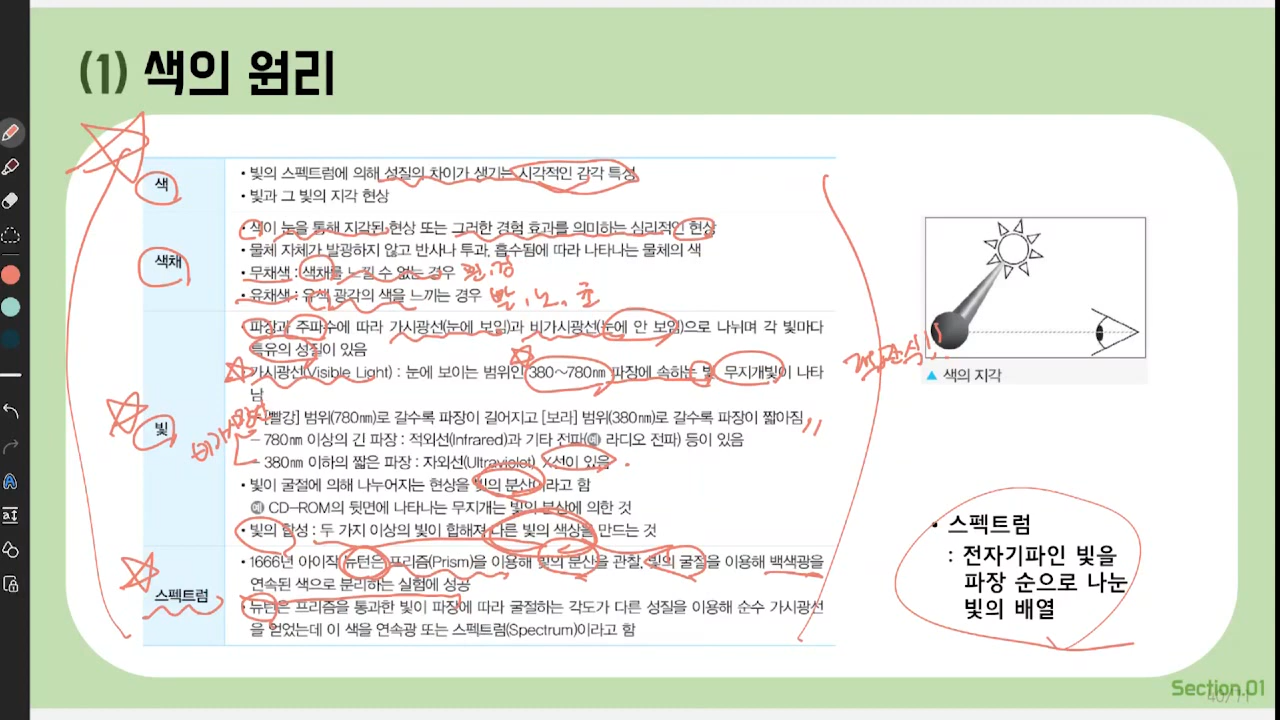 (1) 색의 원리
색
• 빛의 스펙트럼에 의해 성질의 차이가 생기는 시각적인 감각 특성
• 빛과 그 빛의 지각 현상
색채
• 색이 눈을 통해 지각된 현상 또는 그러한 경험 효과를 의미하는 심리적인 현상
• 물체 자체가 발광하지 않고 반사나 투과, 흡수됨에 따라 나타나는 물체의 색
• 무채색 : 색채를 느낄 수 없는 경우 흰, 검
• 유채색 : 유색 광각의 색을 느끼는 경우 빨, 노, 초
빛
• 파장과 주파수에 따라 가시광선(눈에 보임)과 비가시광선(눈에 안 보임)으로 나뉘며 각 빛마다
특유의 성질이 있음
• 가시광선(Visible Light) : 눈에 보이는 범위인 380~780㎚ 파장에 속하는 빛, 무지개빛이 나타
남
– [빨강] 범위(780㎚)로 갈수록 파장이 길어지고 [보라] 범위(380㎚)로 갈수록 파장이 짧아짐
– 780㎚ 이상의 긴 파장 : 적외선(Infrared)과 기타 전파(예 라디오 전파) 등이 있음
– 380㎚ 이하의 짧은 파장 : 자외선(Ultraviolet), X선이 있음
• 빛이 굴절에 의해 나누어지는 현상을 빛의 분산이라고 함
예 CD-ROM의 뒷면에 나타나는 무지개는 빛의 분산에 의한 것
• 빛의 합성 : 두 가지 이상의 빛이 합해져 다른 빛의 색상을 만드는 것
스펙트럼
• 1666년 아이작 뉴턴은 프리즘(Prism)을 이용해 빛의 분산을 관찰, 빛의 굴절을 이용해 백색광을
연속된 색으로 분리하는 실험에 성공
• 뉴턴은 프리즘을 통과한 빛이 파장에 따라 굴절하는 각도가 다른 성질을 이용해 순수 가시광선
을 얻었는데 이 색을 연속광 또는 스펙트럼(Spectrum)이라고 함
▲ 색의 지각
• 스펙트럼
: 전자기파인 빛을
파장 순으로 나눈
빛의 배열
Section 01